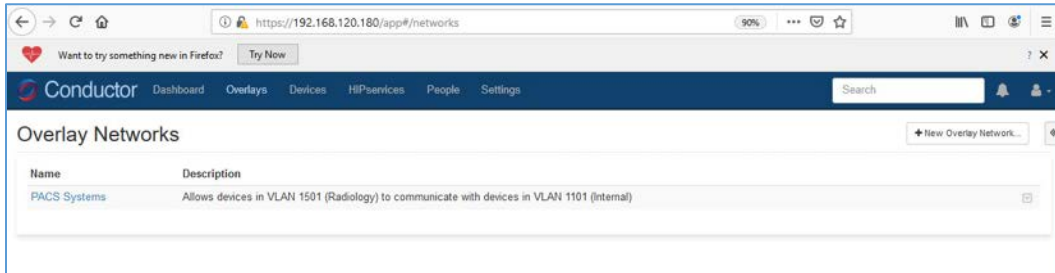 https://192.168.120.180/app#/networks 90%
Want to try something new in Firefox? Try Now ?
Conductor Dashboard Overlays Devices HIPservices People Settings Search
Overlay Networks +New Overlay Network...
Name Description
PACS Systems Allows devices in VLAN 1501 (Radiology) to communicate with devices in VLAN 1101 (Internal)